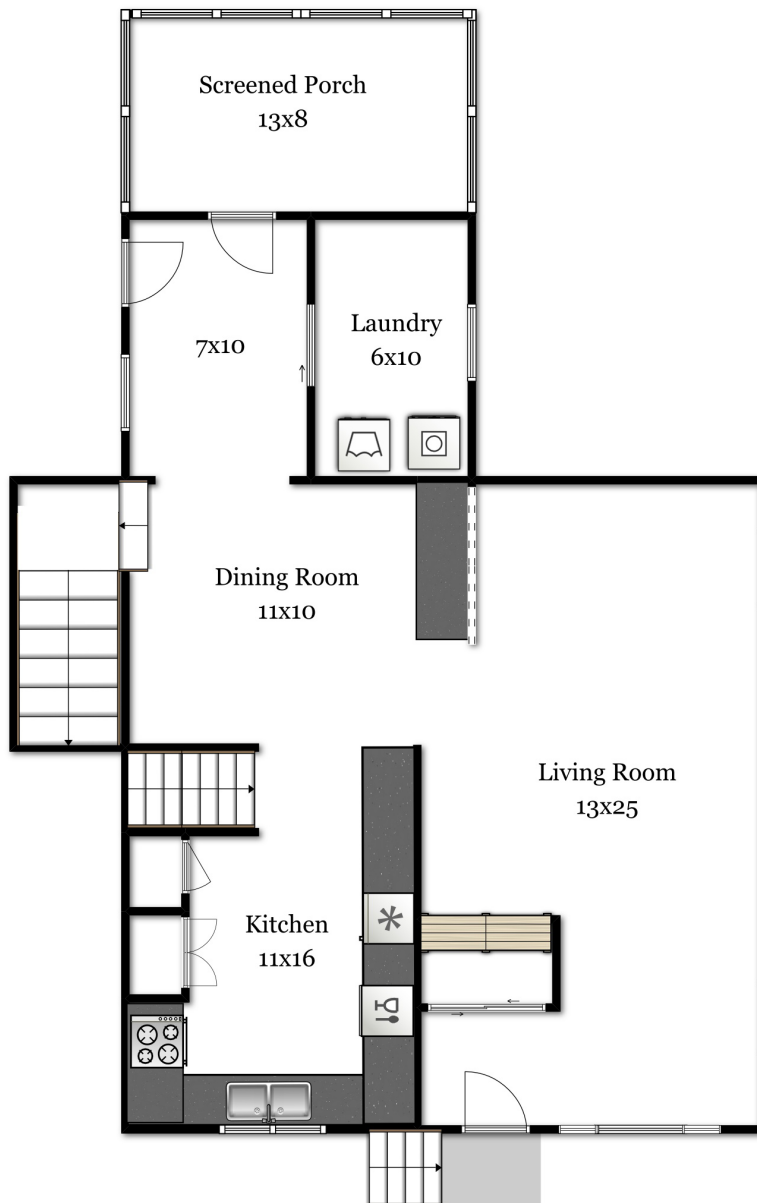 Screened Porch
13x8
Laundry
6x10
7x10
Dining Room
11x10
Living Room
13x25
Kitchen
11x16